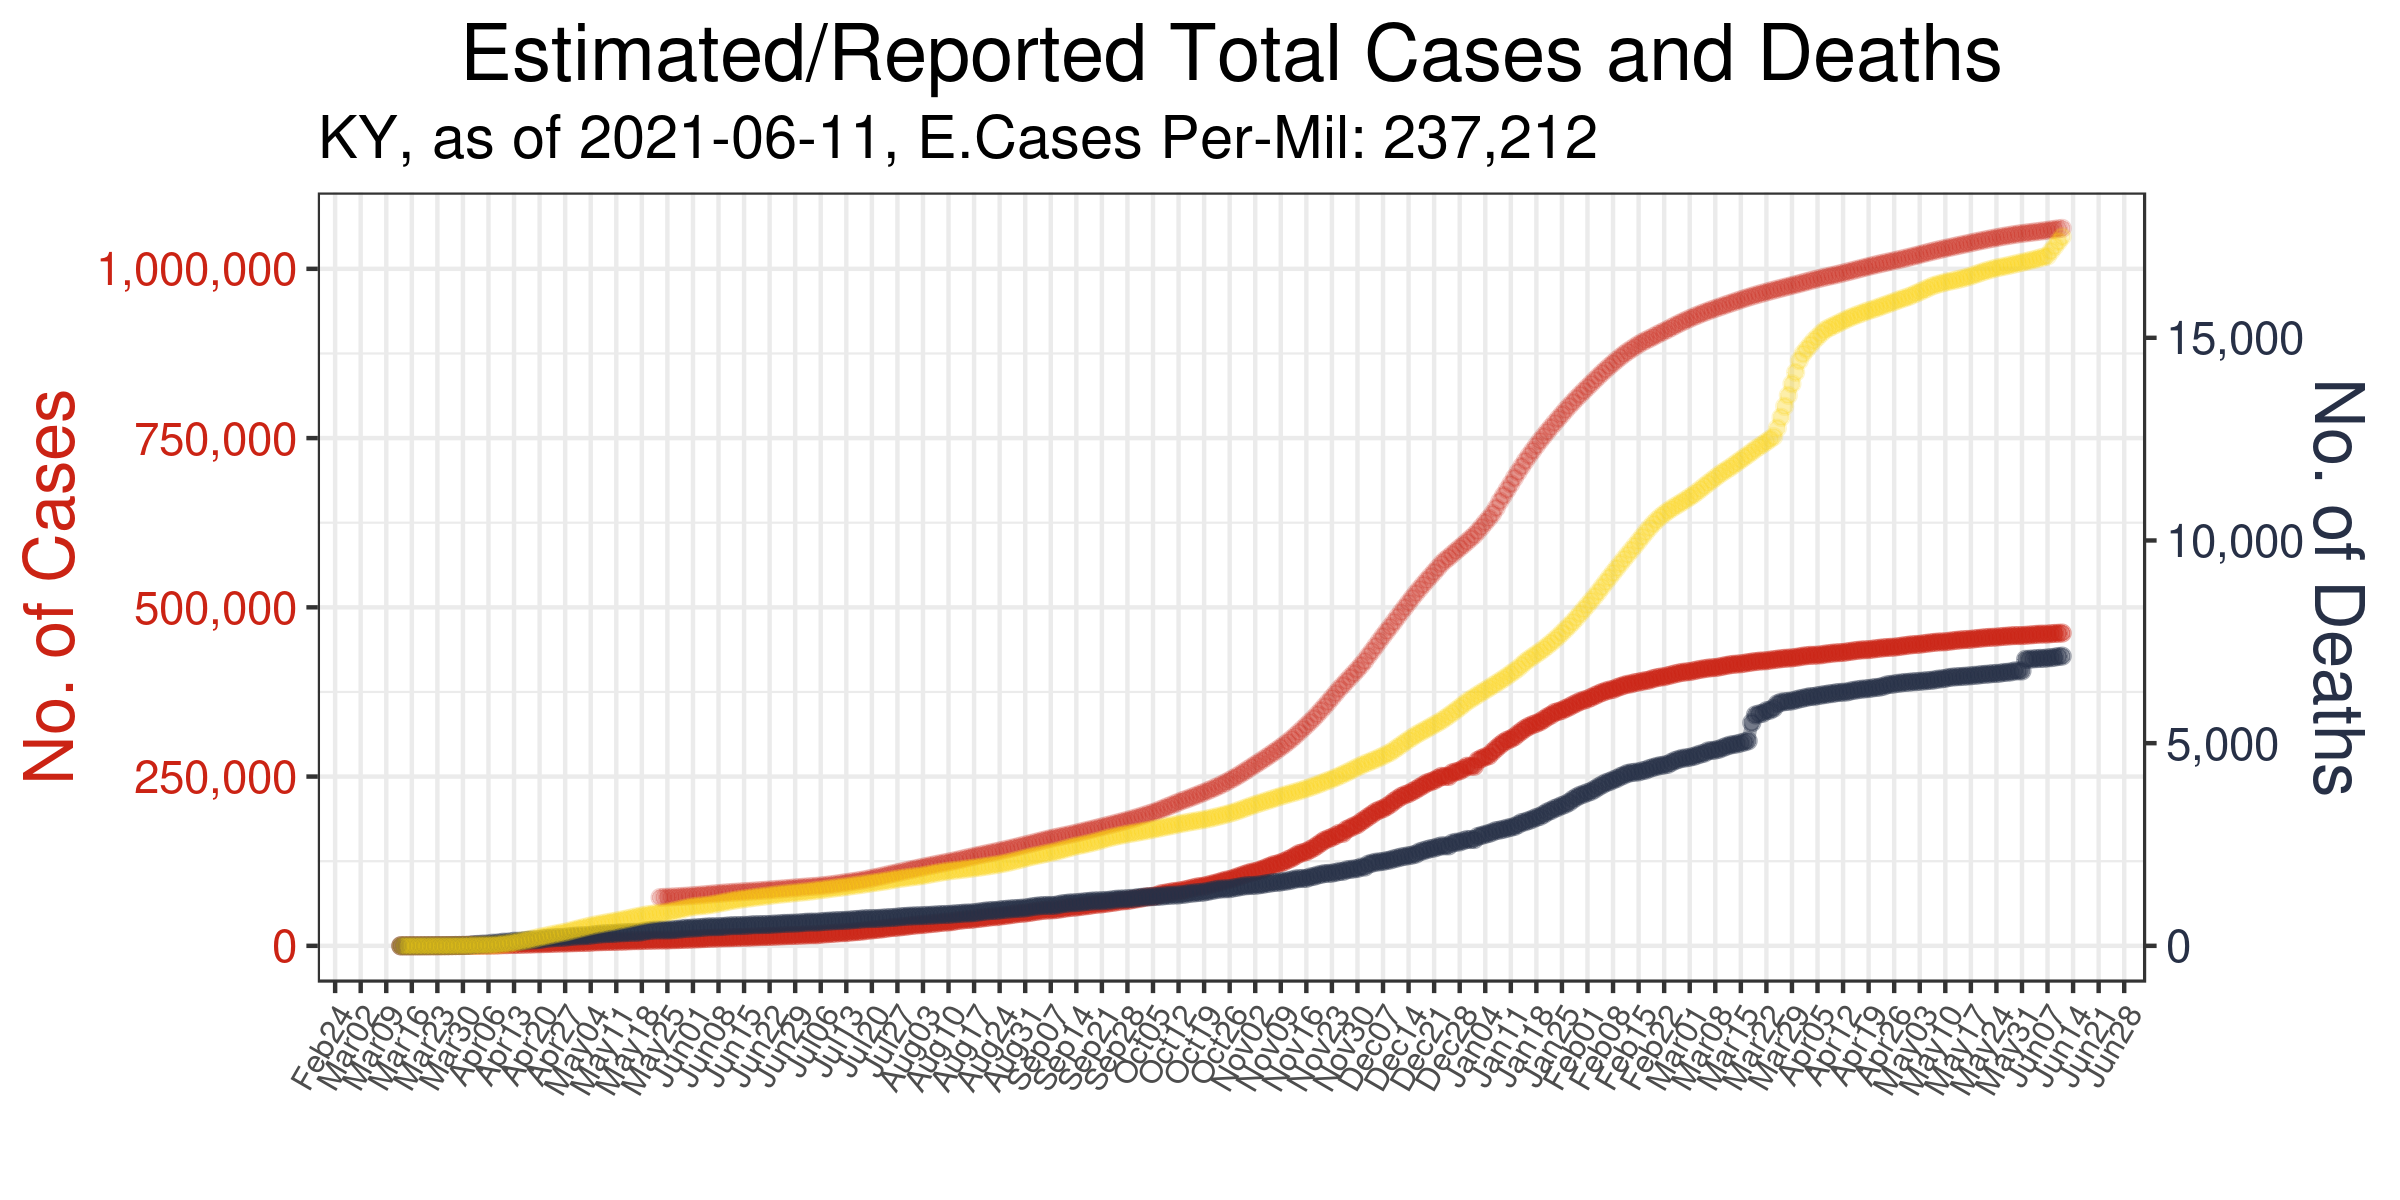 Estimated/Reported Total Cases and Deaths
KY, as of 2021-06-11, E.Cases Per-Mil: 237,212
No. of Cases
1,000,000
750,000
500,000
250,000
0
No. of Deaths
15,000
10,000
5,000
0
Feb24
Mar02
Mar09
Mar16
Mar23
Mar30
Apr06
Apr13
Apr20
Apr27
May04
May11
May18
May25
Jun01
Jun08
Jun15
Jun22
Jun29
Jul06
Jul13
Jul20
Jul27
Aug03
Aug10
Aug17
Aug24
Aug31
Sep07
Sep14
Sep21
Sep28
Oct05
Oct12
Oct19
Oct26
Nov02
Nov09
Nov16
Nov23
Nov30
Dec07
Dec14
Dec21
Dec28
Jan04
Jan11
Jan18
Jan25
Feb01
Feb08
Feb15
Feb22
Mar01
Mar08
Mar15
Mar22
Mar29
Apr05
Apr12
Apr19
Apr26
May03
May10
May17
May24
May31
Jun07
Jun14
Jun21
Jun28